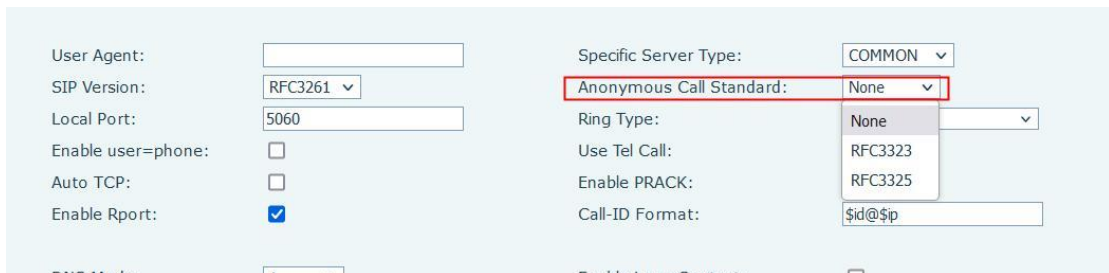 User Agent:
Specific Server Type: COMMON
SIP Version: RFC3261
Anonymous Call Standard: None
Local Port: 5060
Ring Type:
None
Enable user=phone:
Use Tel Call:
RFC3323
Auto TCP:
Enable PRACK:
RFC3325
Enable Rport:
Call-ID Format: $id@$ip